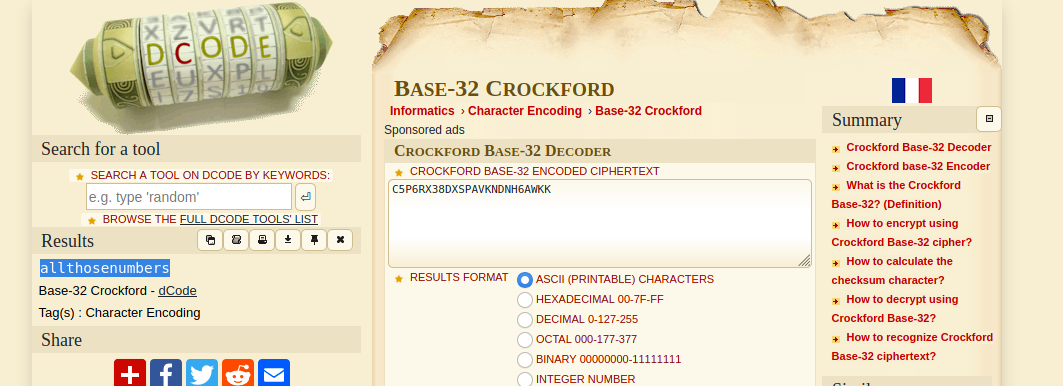 X Z V R T
DCODE
EUXPL
I7S1O
Search for a tool
SEARCH A TOOL ON DCODE BY KEYWORDS:
e.g. type 'random'
BROWSE THE FULL DCODE TOOLS' LIST
Results
allthosenumbers
Base-32 Crockford - dCode
Tag(s) : Character Encoding
Share
BASE-32 CROCKFORD
Informatics › Character Encoding › Base-32 Crockford
Sponsored ads
CROCKFORD BASE-32 DECODER
CROCKFORD BASE-32 ENCODED CIPHERTEXT
C5P6RX38DXSPAVKNDNH6AWKK
RESULTS FORMAT
ASCII (PRINTABLE) CHARACTERS
HEXADECIMAL 00-7F-FF
DECIMAL 0-127-255
OCTAL 000-177-377
BINARY 00000000-11111111
INTEGER NUMBER
Summary
Crockford Base-32 Decoder
Crockford base-32 Encoder
What is the Crockford
Base-32? (Definition)
How to encrypt using
Crockford Base-32 cipher?
How to calculate the
checksum character?
How to decrypt using
Crockford Base-32?
How to recognize Crockford
Base-32 ciphertext?